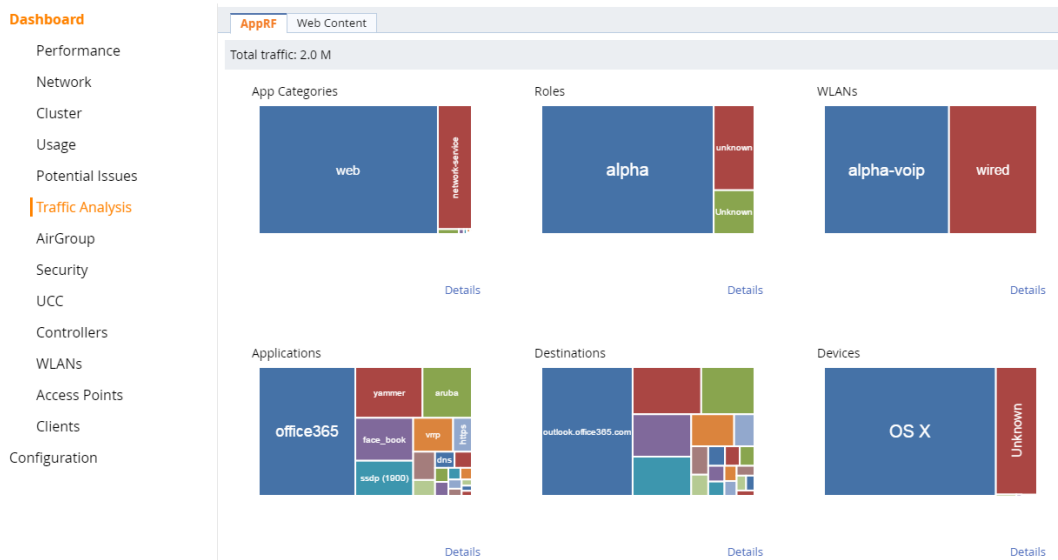 Dashboard
Performance
Network
Cluster
Usage
Potential Issues
Traffic Analysis
AirGroup
Security
UCC
Controllers
WLANs
Access Points
Clients
Configuration
AppRF
Web Content
Total traffic: 2.0 M
App Categories
web
network-service
Details
Roles
alpha
unknown
Unknown
Details
WLANs
alpha-voip
wired
Details
Applications
office365
yammer
aruba
face_book
vrrp
https
dns
ssdp (1900)
Details
Destinations
outlook.office365.com
Details
Devices
OS X
Unknown
Details